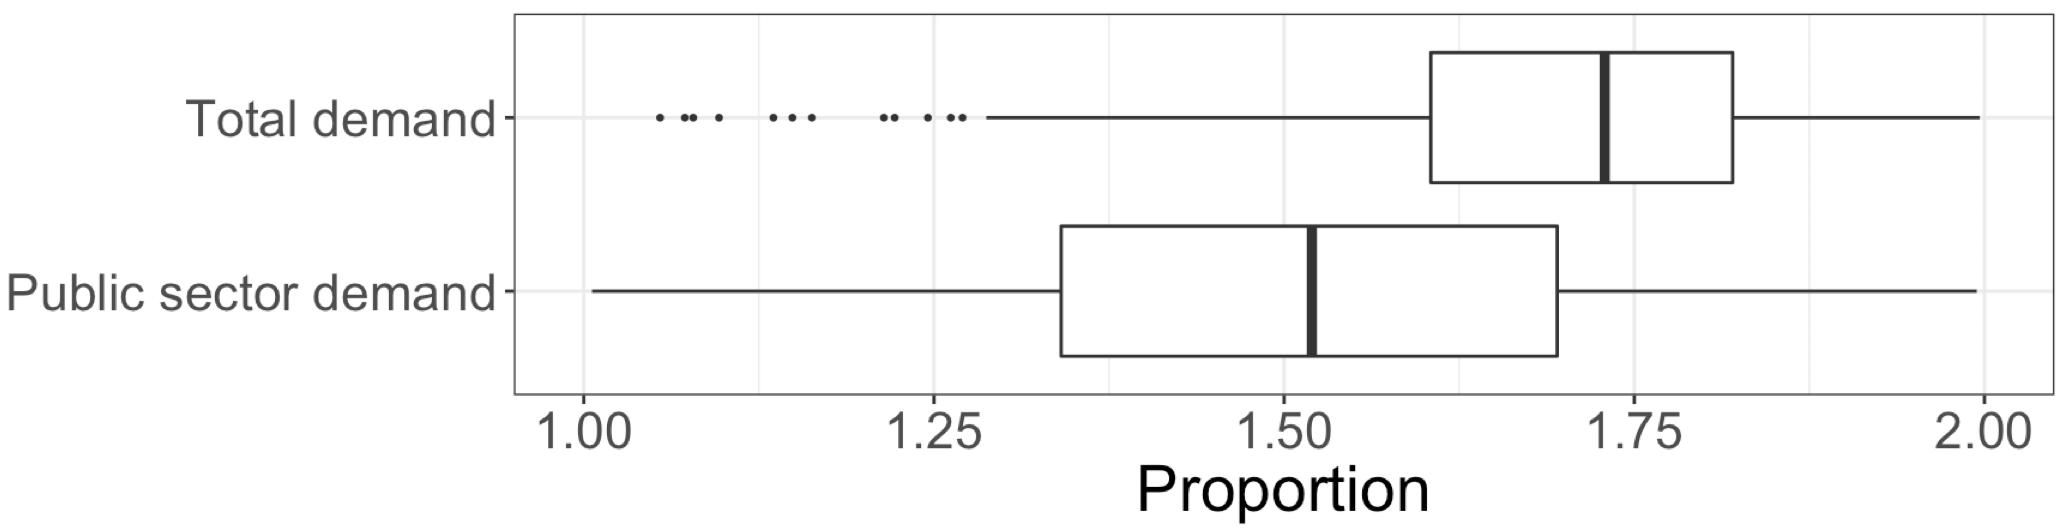 Total demand
Public sector demand
1.00 1.25 1.50 1.75 2.00
Proportion